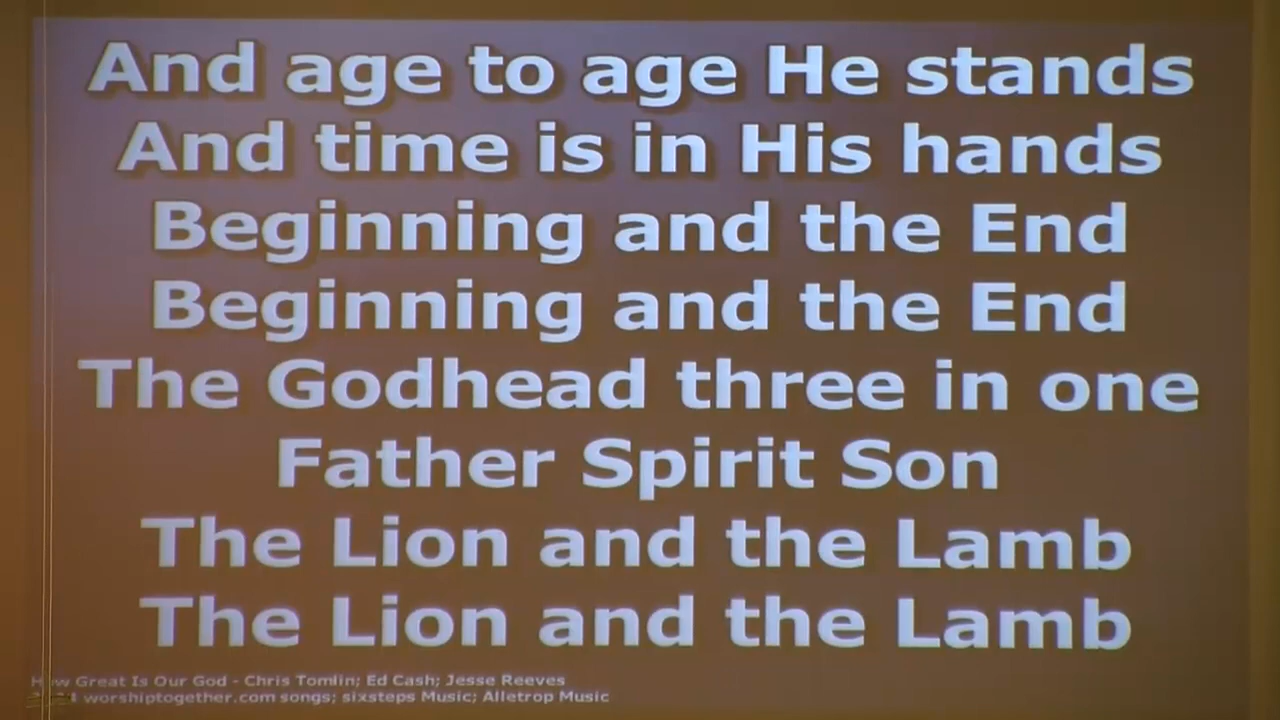 And age to age He stands
And time is in His hands
Beginning and the End
Beginning and the End
The Godhead three in one
Father Spirit Son
The Lion and the Lamb
The Lion and the Lamb
How Great Is Our God - Chris Tomlin; Ed Cash; Jesse Reeves
worshiptogether.com songs; sixsteps Music; Alletrop Music